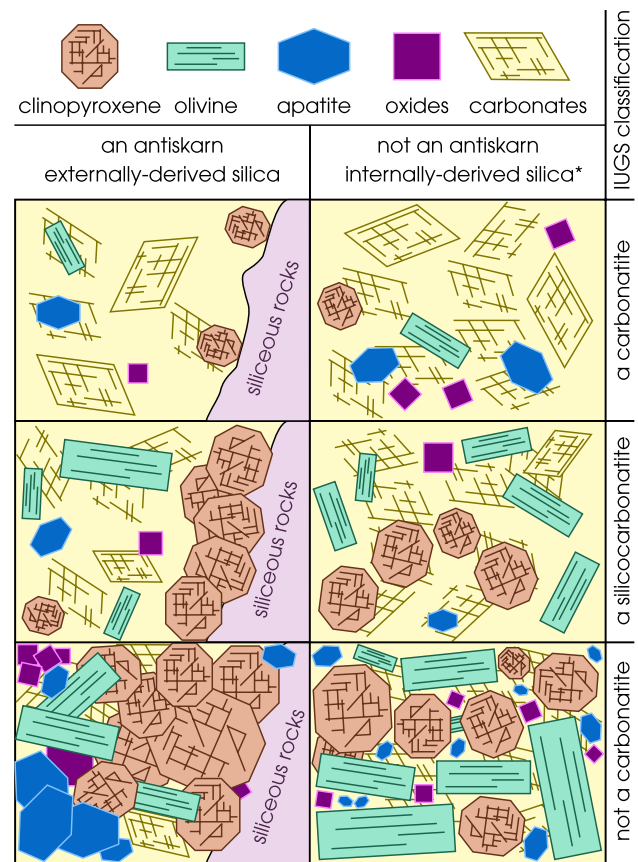 clinopyroxene olivine apatite oxides carbonates
IUGS classification
an antiskarn
externally-derived silica
not an antiskarn
internally-derived silica*
siliceous rocks
a carbonatite
siliceous rocks
a silicocarbonatite
siliceous rocks
not a carbonatite